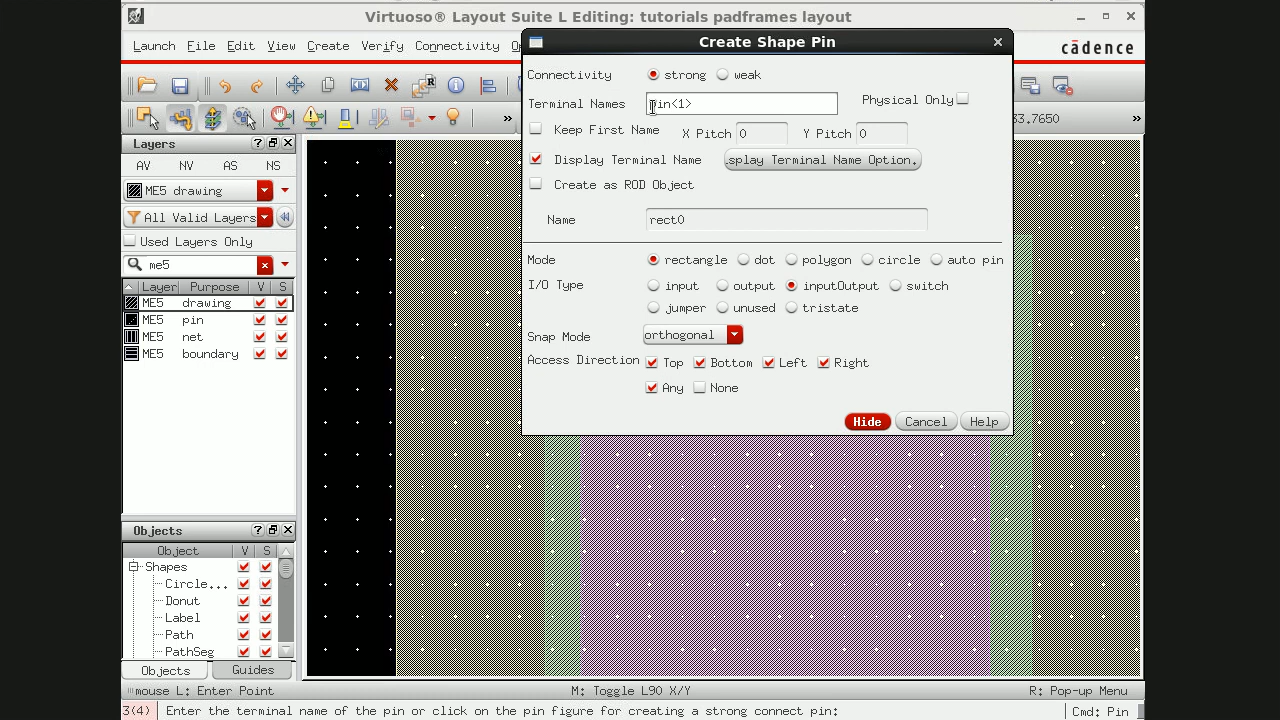 Virtuoso® Layout Suite L Editing: tutorials padframes layout
Launch File Edit View Create Verify Connectivity
cādence
Create Shape Pin
Connectivity strong weak
Terminal Names pin<1> Physical Only
Keep First Name X Pitch 0 Y Pitch 0
Display Terminal Name splay Terminal Name Option.
Create as ROD Object
Name rect0
Mode rectangle dot polygon circle auto pin
I/O Type input output inputOutput switch
jumper unused tristate
Snap Mode orthogonal
Access Direction Top Bottom Left Right
Any None
Hide Cancel Help
» » 33.7650
Layers
AV NV AS NS
ME5 drawing
All Valid Layers
Used Layers Only
me5
Layer Purpose V S
ME5 drawing
ME5 pin
ME5 net
ME5 boundary
Objects
Object V S
Shapes
Circle...
Donut
Label
Path
PathSeg
Objects Guides
mouse L: Enter Point M: Toggle L90 X/Y R: Pop-up Menu
3(4) Enter the terminal name of the pin or click on the pin figure for creating a strong connect pin: Cmd: Pin